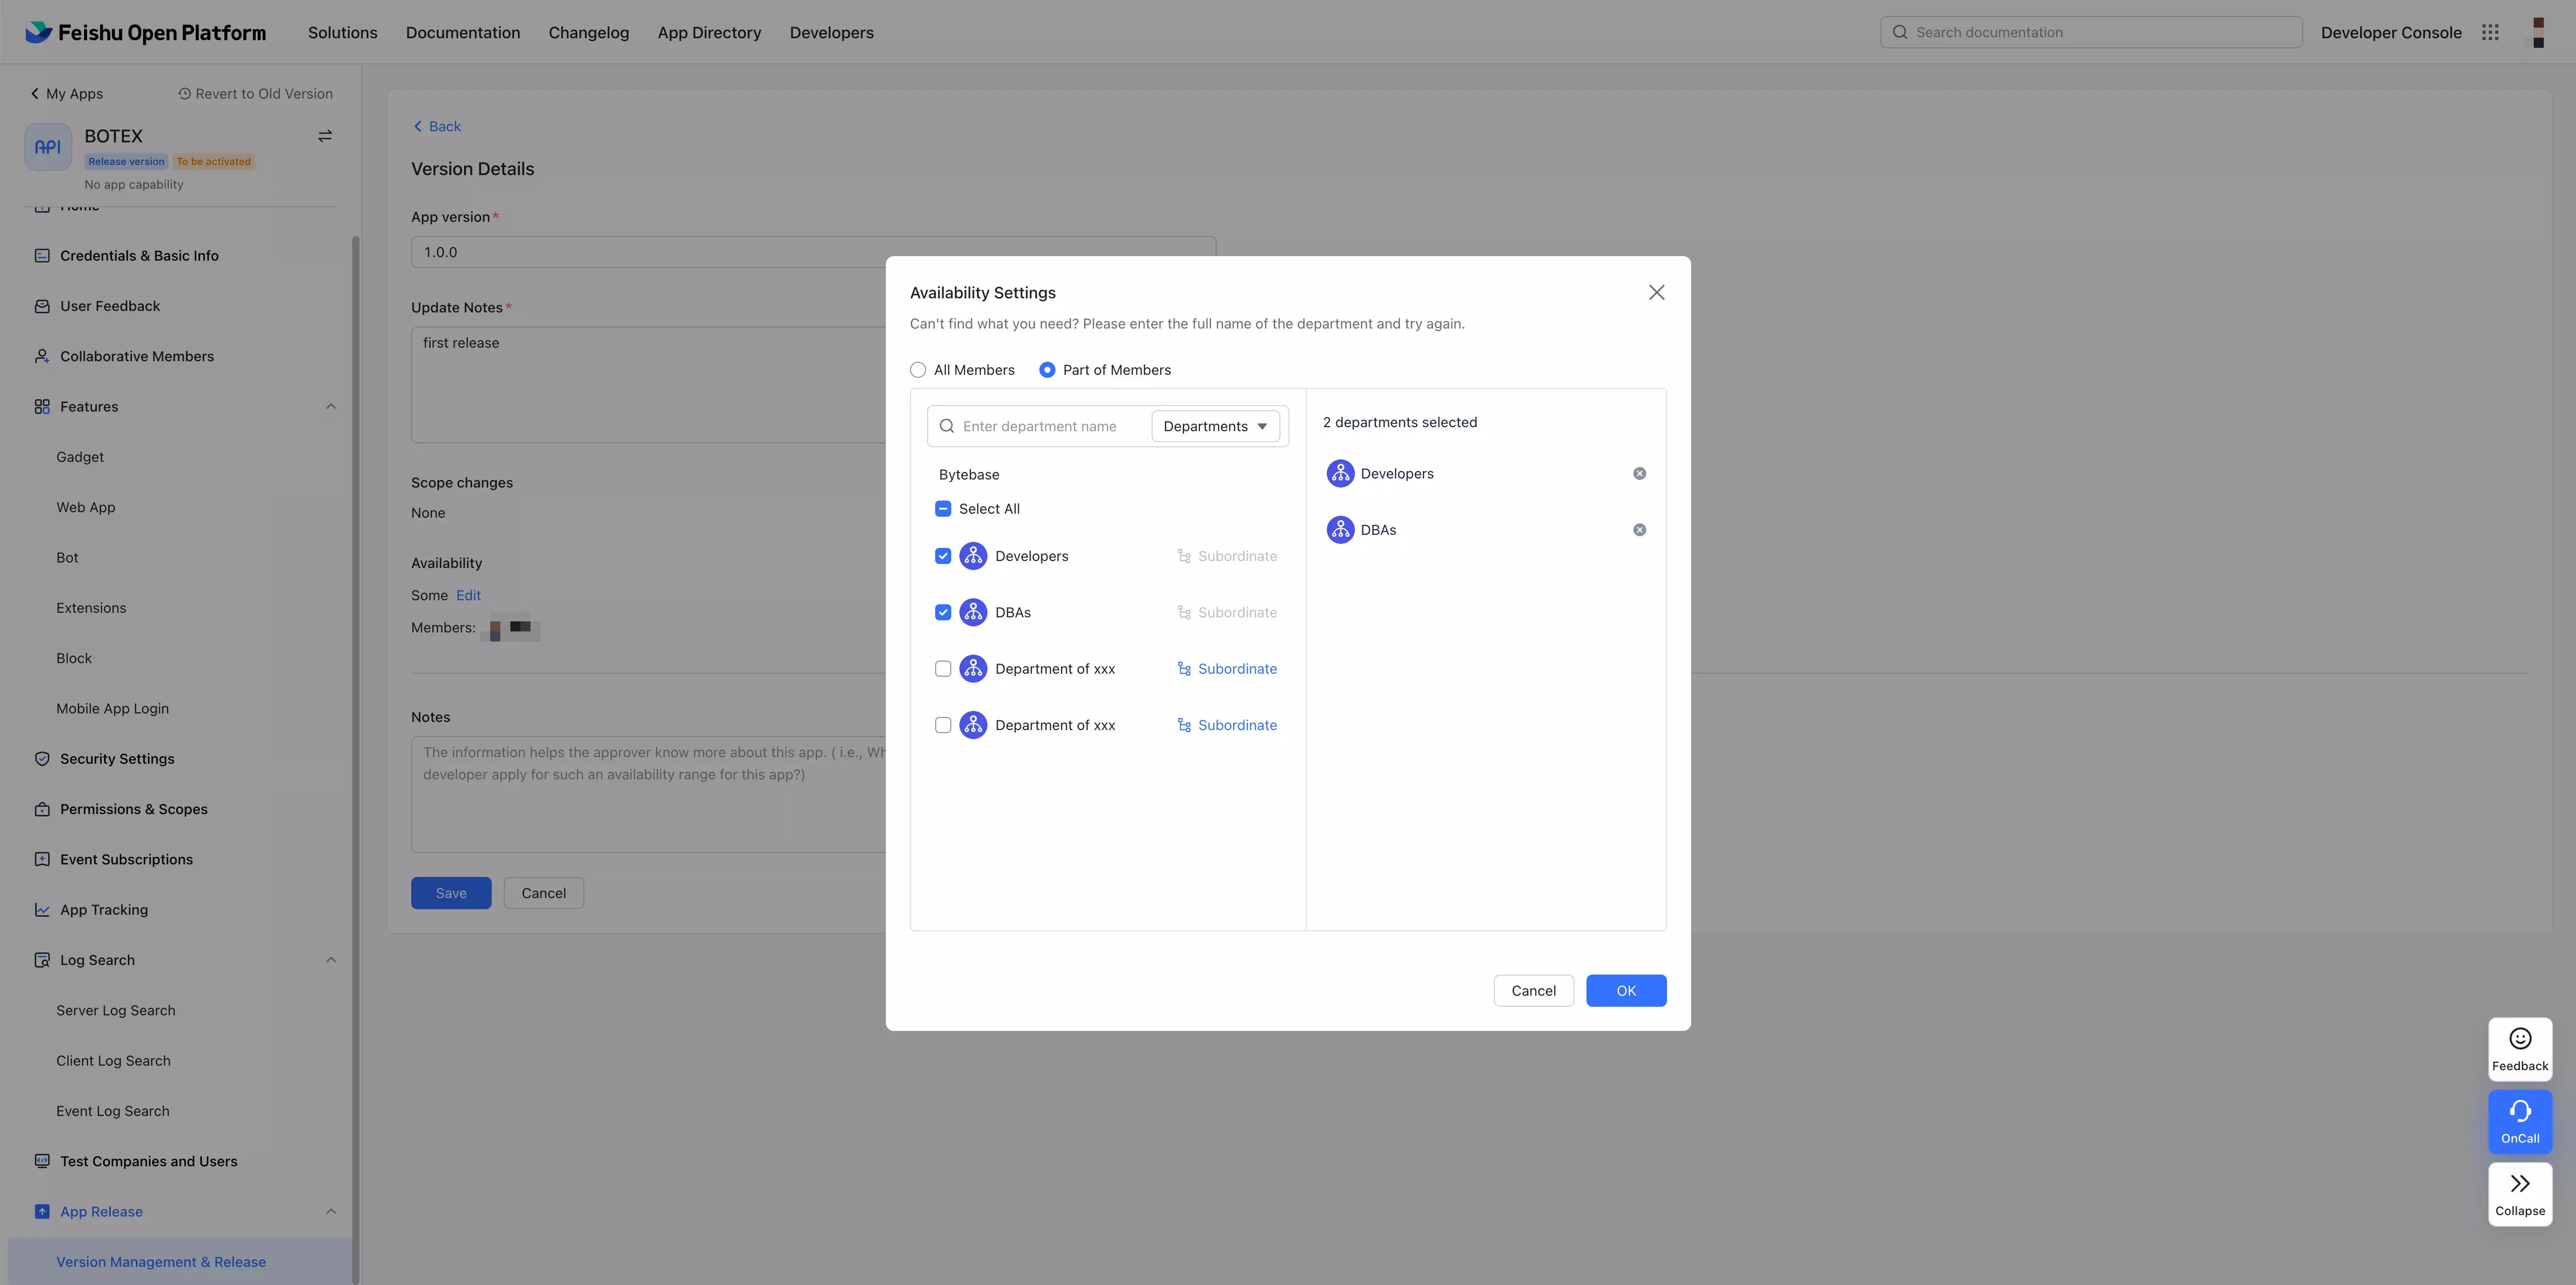 Feishu Open Platform
Solutions
Documentation
Changelog
App Directory
Developers
Search documentation
Developer Console
My Apps
Revert to Old Version
API
BOTEX
Release version
To be activated
No app capability
Home
Credentials & Basic Info
User Feedback
Collaborative Members
Features
Gadget
Web App
Bot
Extensions
Block
Mobile App Login
Security Settings
Permissions & Scopes
Event Subscriptions
App Tracking
Log Search
Server Log Search
Client Log Search
Event Log Search
Test Companies and Users
App Release
Version Management & Release
Back
Version Details
App version*
1.0.0
Update Notes*
first release
Scope changes
None
Availability
Some Edit
Members:
Notes
The information helps the approver know more about this app. ( i.e., Wh
developer apply for such an availability range for this app?)
Save
Cancel
Availability Settings
Can't find what you need? Please enter the full name of the department and try again.
All Members
Part of Members
Enter department name
Departments
Bytebase
Select All
Developers
Subordinate
DBAs
Subordinate
Department of xxx
Subordinate
Department of xxx
Subordinate
2 departments selected
Developers
DBAs
Cancel
OK
Feedback
OnCall
Collapse